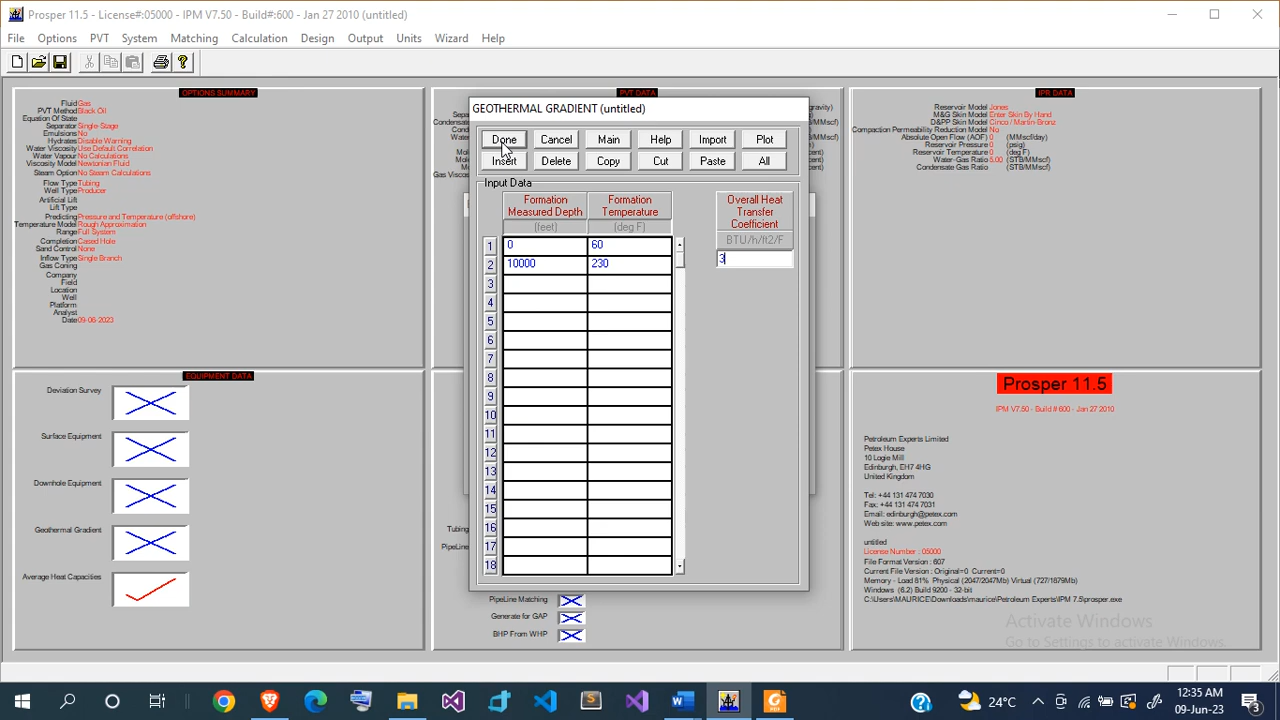 Prosper 11.5 - License#:05000 - IPM V7.50 - Build#:600 - Jan 27 2010 (untitled)
File Options PVT System Matching Calculation Design Output Units Wizard Help
OPTIONS SUMMARY
Fluid Gas
PVT Method Black Oil
Equation Of State
Separator Single-Stage
Emulsions No
Hydrates Disable Warning
Water Viscosity Use Default Correlation
Water Vapour No Calculations
Viscosity Model Newtonian Fluid
Steam Option No Steam Calculations
Flow Type Tubing
Well Type Producer
Artificial Lift
Lift Type
Predicting Pressure and Temperature (offshore)
Temperature Model Rough Approximation
Range Full System
Completion Cased Hole
Sand Control None
Inflow Type Single Branch
Gas Coning
Company
Field
Location
Well
Platform
Analyst
Date 09-06-2023
PVT DATA
GEOTHERMAL GRADIENT (untitled)
Done Cancel Main Help Import Plot
Insert Delete Copy Cut Paste All
Input Data
Formation Measured Depth
Formation Temperature
(feet) (deg F)
1 0 60
2 10000 230
3
4
5
6
7
8
9
10
11
12
13
14
15
16
17
18
Overall Heat
Transfer
Coefficient
BTU/h/ft2/F
3
IPR DATA
Reservoir Model Jones
M&G Skin Model Enter Skin By Hand
D&PP Skin Model Cinco / Martin-Bronz
Compaction Permeability Reduction Model No
Absolute Open Flow (AOF) 0 (MMscf/day)
Reservoir Pressure 0 (psig)
Reservoir Temperature 0 (deg F)
Water-Gas Ratio 5.00 (STB/MMscf)
Condensate Gas Ratio (STB/MMscf)
EQUIPMENT DATA
Deviation Survey
Surface Equipment
Downhole Equipment
Geothermal Gradient
Average Heat Capacities
PipeLine Matching
Generate for GAP
BHP From WHP
Prosper 11.5
IPM V7.50 - Build #600 - Jan 27 2010
Petroleum Experts Limited
Petex House
10 Logie Mill
Edinburgh, EH7 4HG
United Kingdom
Tel: +44 131 474 7030
Fax: +44 131 474 7031
Email: edinburgh@petex.com
Web site: www.petex.com
untitled
License Number : 05000
File Format Version : 607
Current File Version : Original=0 Current=0
Memory - Load 81% Physical (2047/2047Mb) Virtual (727/1879Mb)
Windows (6.2) Build 9200 - 32-bit
C:\Users\MAURICE\Downloads\maurice\Petroleum Experts\IPM 7.5\prosper.exe
Activate Windows
Go to Settings to activate Windows.
24°C
12:35 AM
09-Jun-23
3